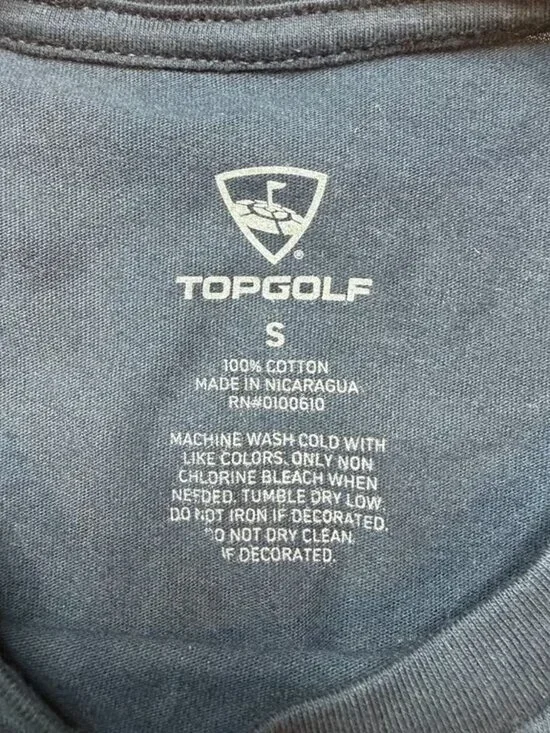 ®
TOPGOLF
S
100% COTTON
MADE IN NICARAGUA
RN#0100610
MACHINE WASH COLD WITH
LIKE COLORS. ONLY NON
CHLORINE BLEACH WHEN
NEEDED. TUMBLE DRY LOW.
DO NOT IRON IF DECORATED.
DO NOT DRY CLEAN
IF DECORATED.